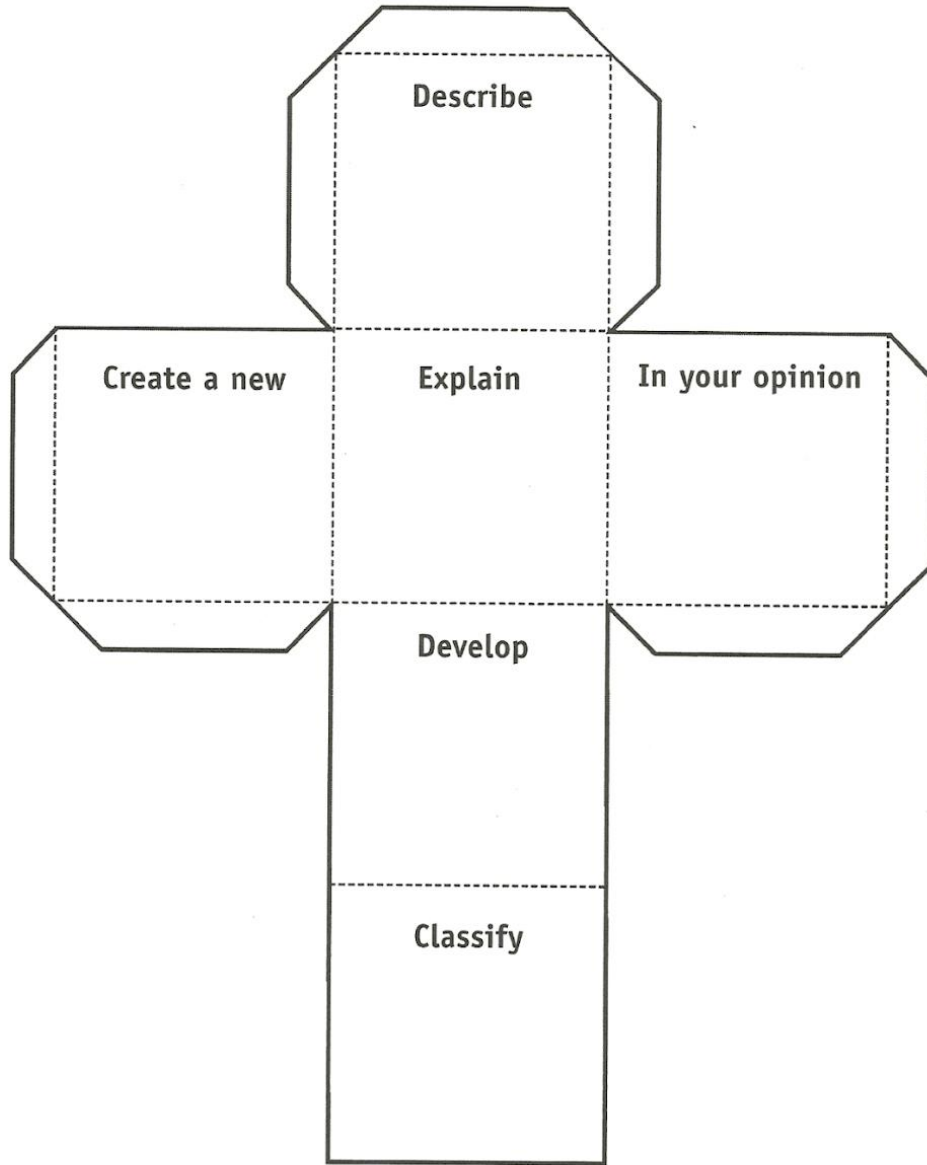 Describe
Create a new
Explain
In your opinion
Develop
Classify